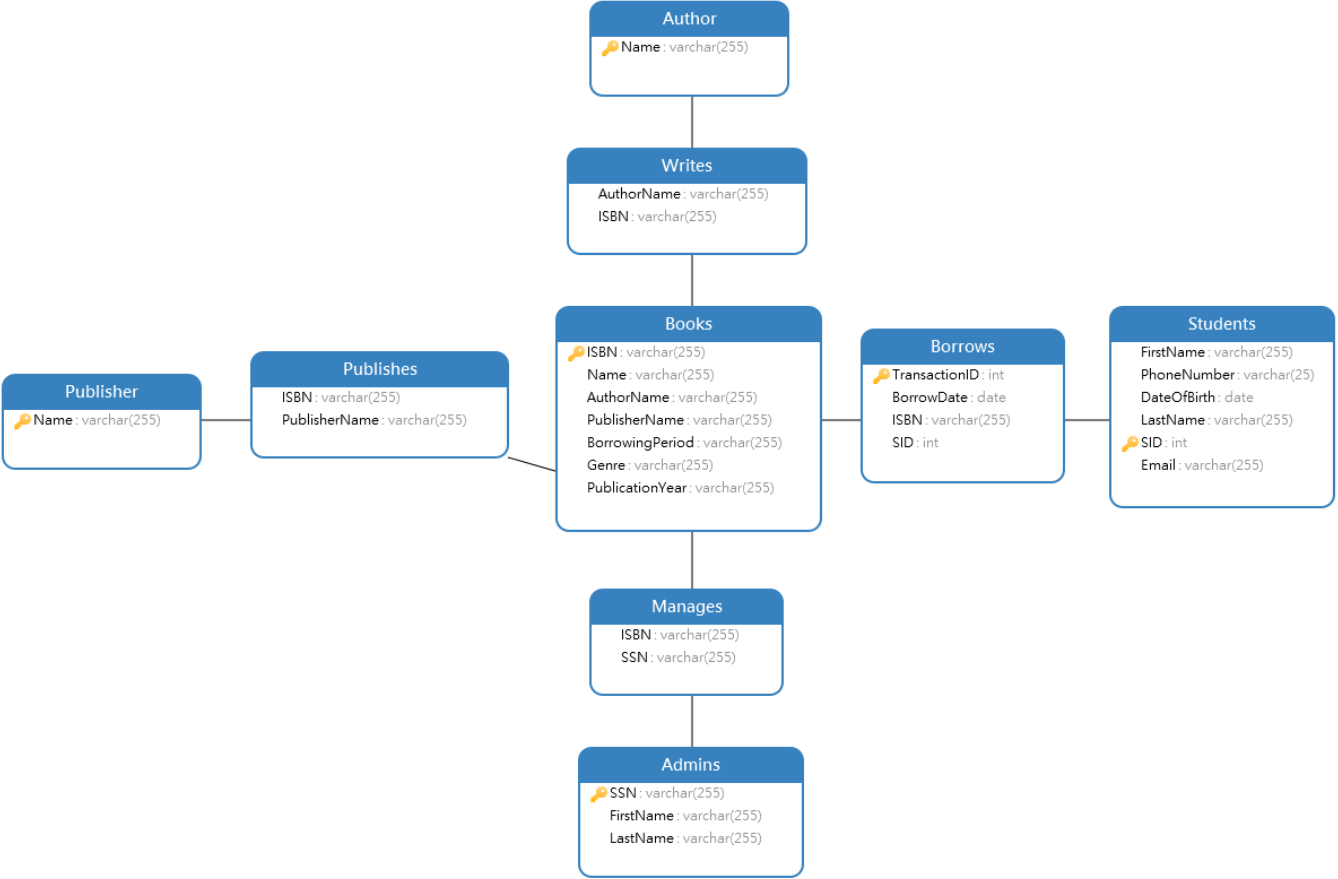 Author
Name : varchar(255)
Writes
AuthorName : varchar(255)
ISBN : varchar(255)
Publisher
Name : varchar(255)
Publishes
ISBN : varchar(255)
PublisherName : varchar(255)
Books
ISBN : varchar(255)
Name : varchar(255)
AuthorName : varchar(255)
PublisherName : varchar(255)
BorrowingPeriod : varchar(255)
Genre : varchar(255)
PublicationYear : varchar(255)
Borrows
TransactionID : int
BorrowDate : date
ISBN : varchar(255)
SID : int
Students
FirstName : varchar(255)
PhoneNumber : varchar(25)
DateOfBirth : date
LastName : varchar(255)
SID : int
Email : varchar(255)
Manages
ISBN : varchar(255)
SSN : varchar(255)
Admins
SSN : varchar(255)
FirstName : varchar(255)
LastName : varchar(255)